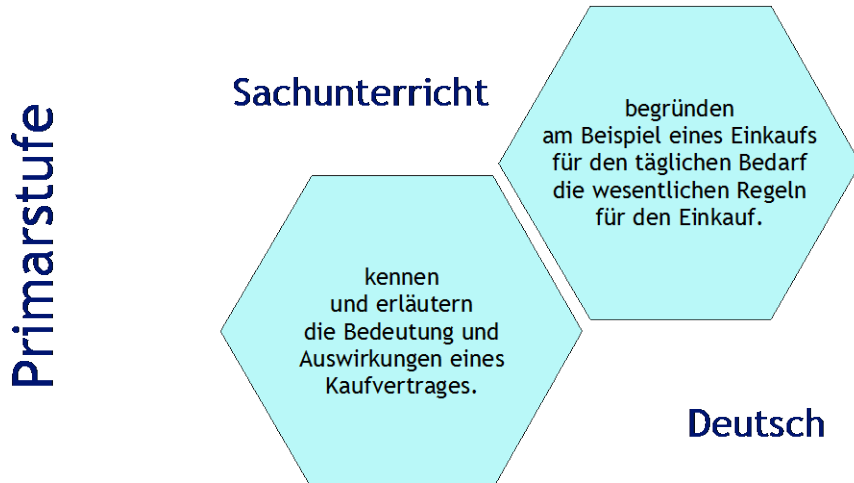 Primarstufe
Sachunterricht
begründen
am Beispiel eines Einkaufs
für den täglichen Bedarf
die wesentlichen Regeln
für den Einkauf.
kennen
und erläutern
die Bedeutung und
Auswirkungen eines
Kaufvertrages.
Deutsch